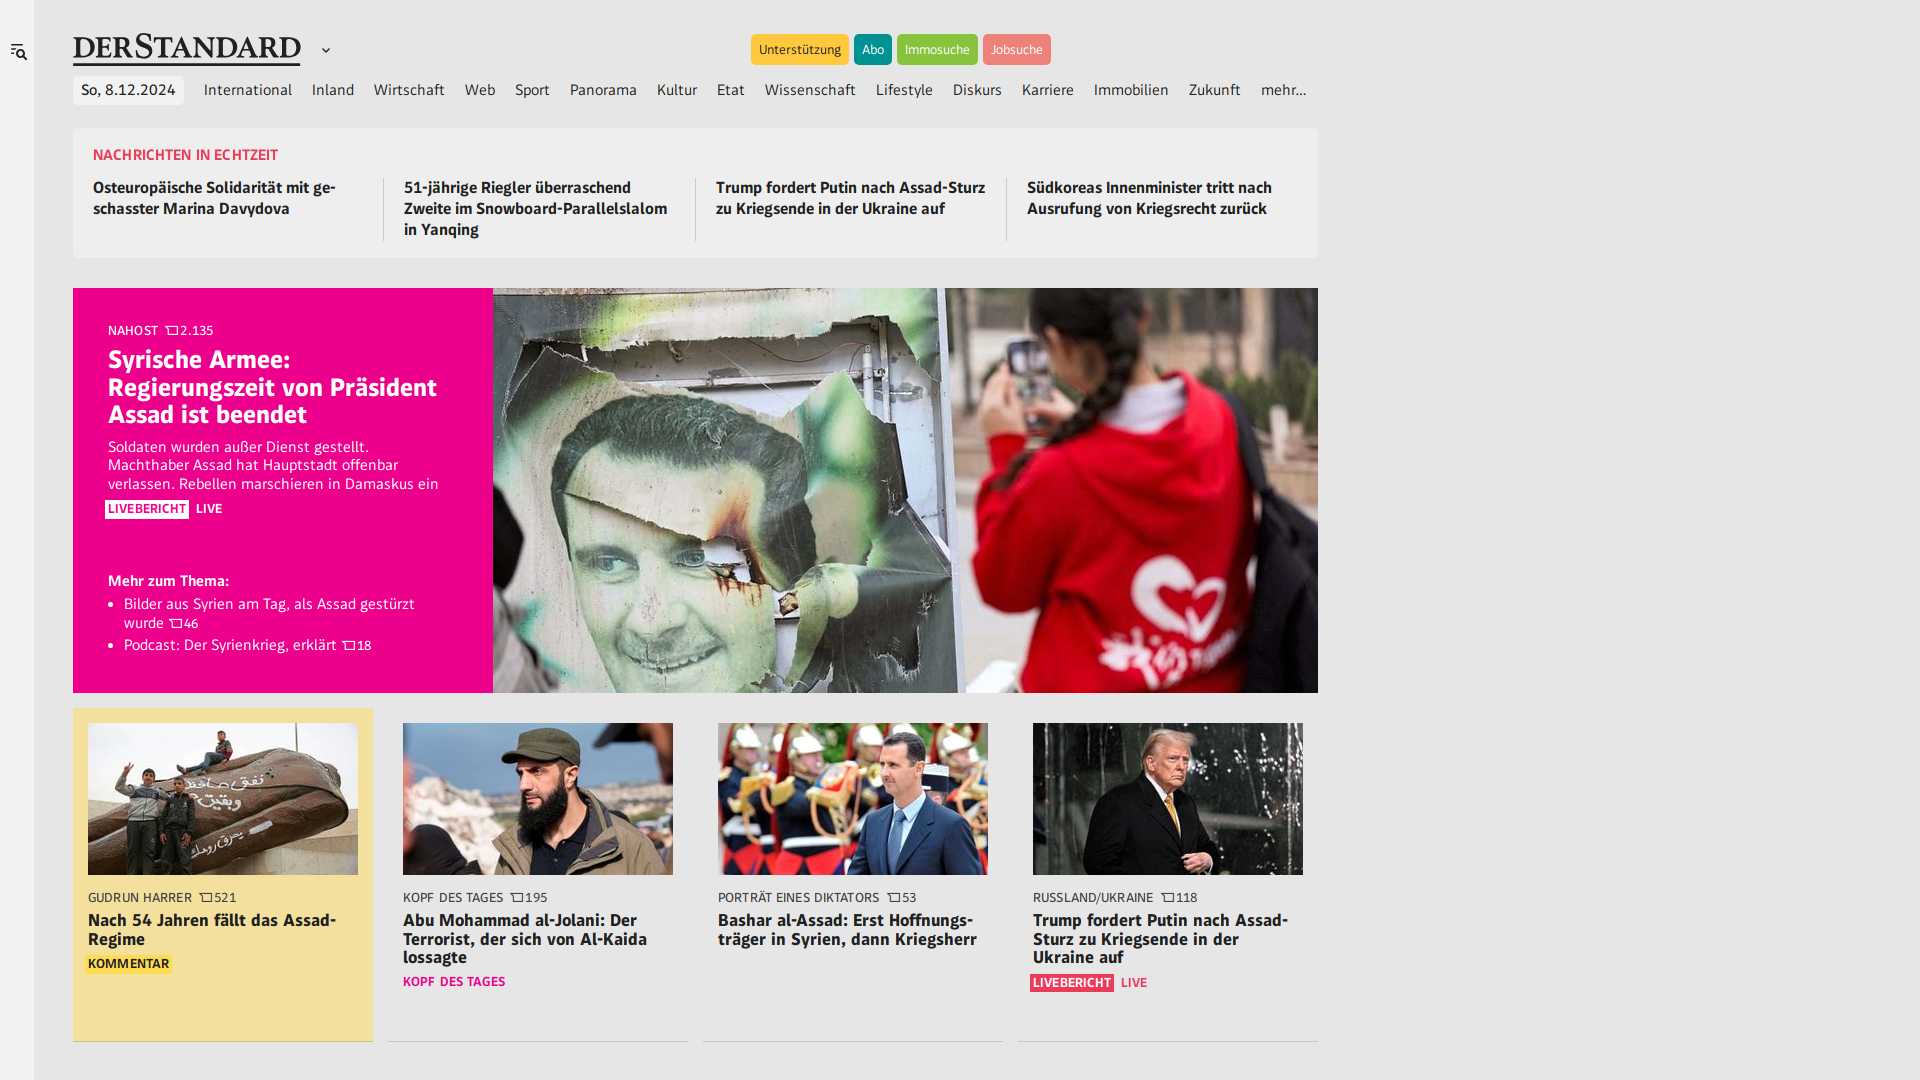 DERSTANDARD
Unterstützung
Abo
Immosuche
Jobsuche
So, 8.12.2024
International
Inland
Wirtschaft
Web
Sport
Panorama
Kultur
Etat
Wissenschaft
Lifestyle
Diskurs
Karriere
Immobilien
Zukunft
mehr...
NACHRICHTEN IN ECHTZEIT
Osteuropäische Solidarität mit ge-
schasster Marina Davydova
51-jährige Riegler überraschend
Zweite im Snowboard-Parallelslalom
in Yanqing
Trump fordert Putin nach Assad-Sturz
zu Kriegsende in der Ukraine auf
Südkoreas Innenminister tritt nach
Ausrufung von Kriegsrecht zurück
NAHOST 2.135
Syrische Armee:
Regierungszeit von Präsident
Assad ist beendet
Soldaten wurden außer Dienst gestellt.
Machthaber Assad hat Hauptstadt offenbar
verlassen. Rebellen marschieren in Damaskus ein
LIVEBERICHT LIVE
Mehr zum Thema:
• Bilder aus Syrien am Tag, als Assad gestürzt
wurde 46
• Podcast: Der Syrienkrieg, erklärt 18
GUDRUN HARRER 521
Nach 54 Jahren fällt das Assad-
Regime
KOMMENTAR
KOPF DES TAGES 195
Abu Mohammad al-Jolani: Der
Terrorist, der sich von Al-Kaida
lossagte
KOPF DES TAGES
PORTRÄT EINES DIKTATORS 53
Bashar al-Assad: Erst Hoffnungs-
träger in Syrien, dann Kriegsherr
RUSSLAND/UKRAINE 118
Trump fordert Putin nach Assad-
Sturz zu Kriegsende in der
Ukraine auf
LIVEBERICHT LIVE